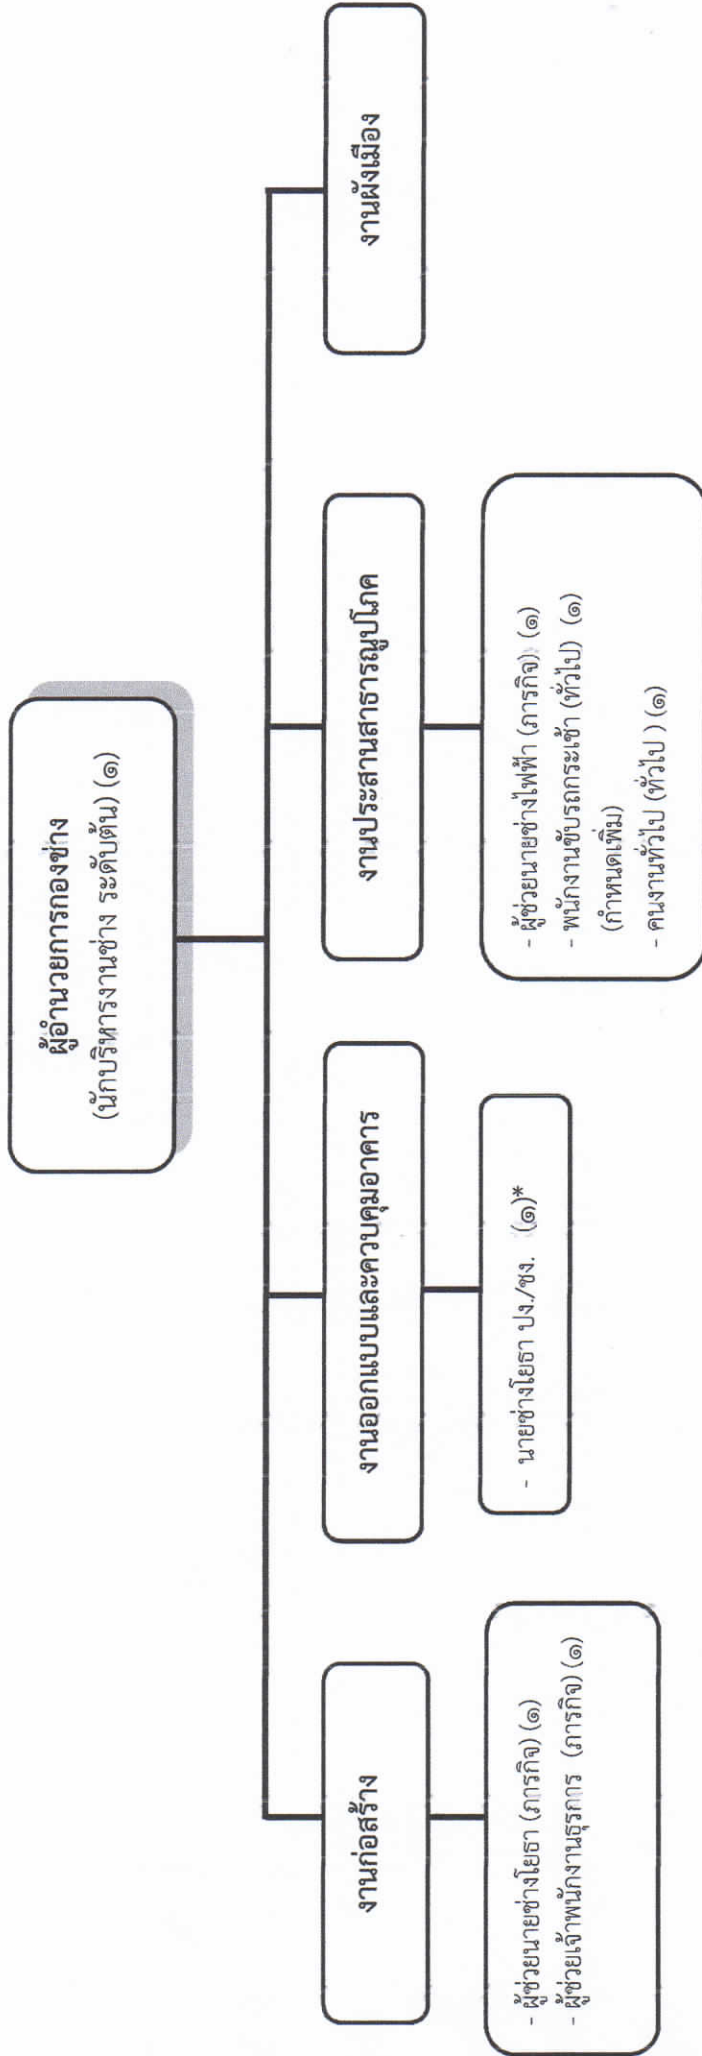 ผู้อำนวยการกองช่าง
(นักบริหารงานช่าง ระดับต้น) (๑)
งานก่อสร้าง
- ผู้ช่วยนายช่างโยธา (ภารกิจ) (๑)
- ผู้ช่วยเจ้าพนักงานธุรการ (ภารกิจ) (๑)
งานออกแบบและควบคุมอาคาร
- นายช่างโยธา ปง./ชง. (๑)*
งานประสานสาธารณูปโภค
- ผู้ช่วยนายช่างไฟฟ้า (ภารกิจ) (๑)
- พนักงานขับรถกระเช้า (ทั่วไป) (๑)
(กำหนดเพิ่ม)
- คนงานทั่วไป (ทั่วไป ) (๑)
งานผังเมือง